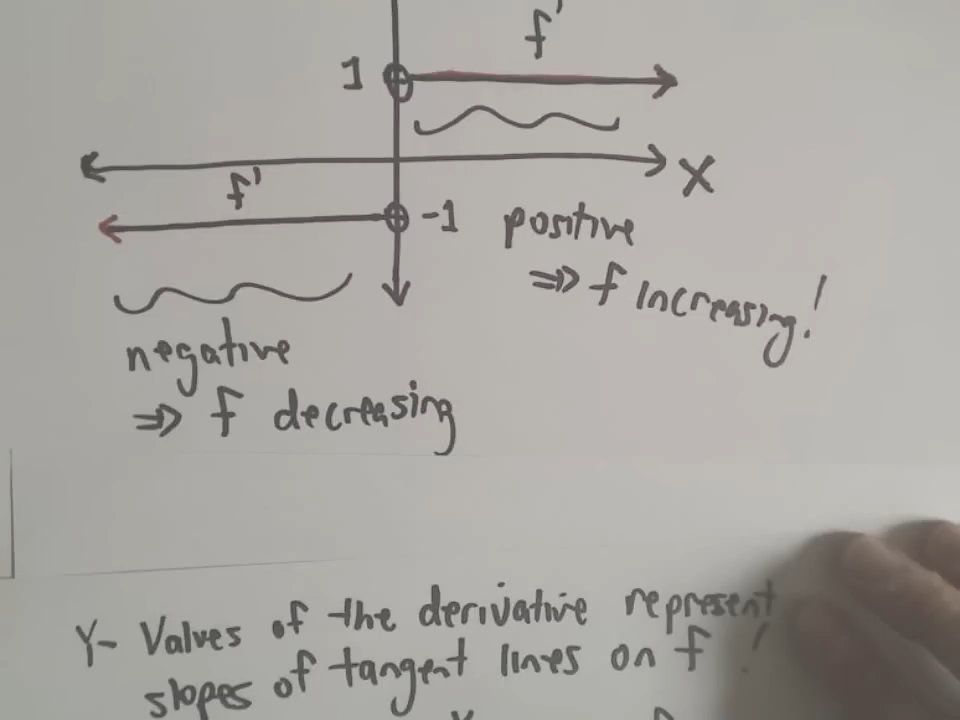 f'
1
X
f'
-1
positive
⇒ f increasing!
negative
⇒ f decreasing
Y- Values of the derivative represent
slopes of tangent lines on f !